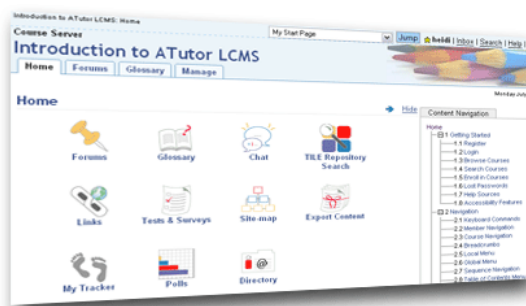 Introduction to ATutor LCMS: Home
Course Server
My Start Page
Jump
heidi | Inbox | Search | Help
Introduction to ATutor LCMS
Home
Forums
Glossary
Manage
Home
Hide
Content Navigation
Forums
Glossary
Chat
TILE Repository
Search
Links
Tests & Surveys
Site-map
Export Content
My Tracker
Polls
Directory
Home
1 Getting Started
1.1 Register
1.2 Login
1.3 Browse Courses
1.4 Search Courses
1.5 Enroll in Courses
1.6 Lost Passwords
1.7 Help Sources
1.8 Accessibility Features
2 Navigation
2.1 Keyboard Commands
2.2 Member Navigation
2.3 Course Navigation
2.4 Breadcrumbs
2.5 Local Menu
2.6 Global Menu
2.7 Sequence Navigation
2.8 Table of Contents Menu